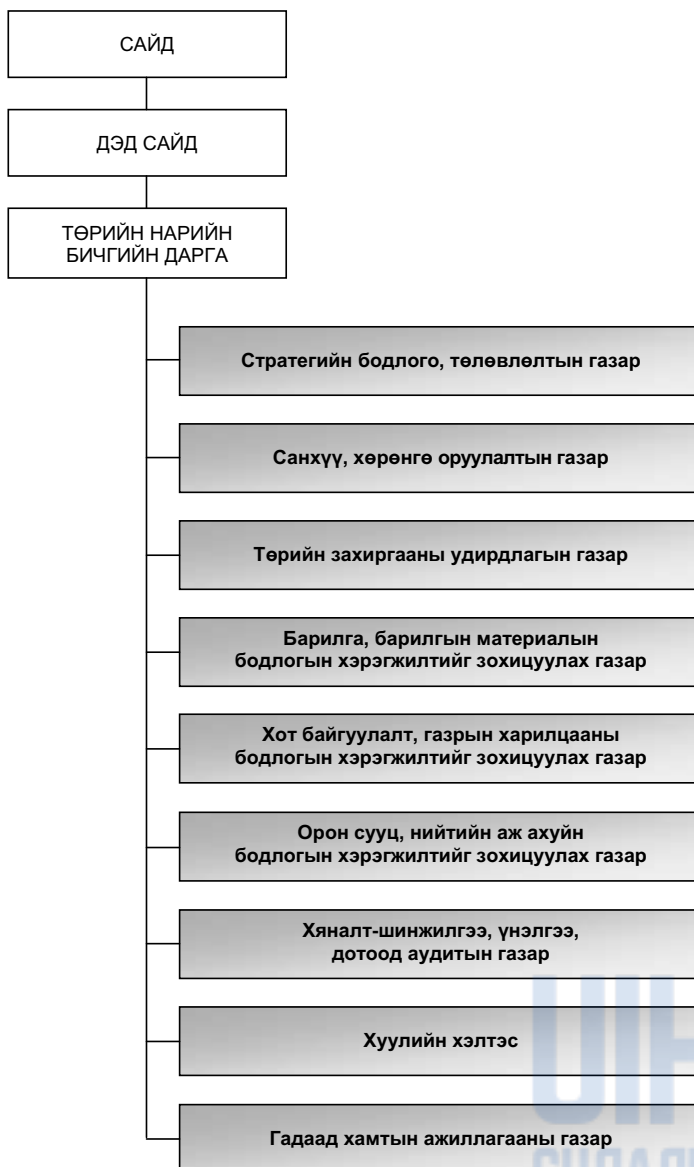 САЙД
ДЭД САЙД
ТӨРИЙН НАРИЙН
БИЧГИЙН ДАРГА
Стратегийн бодлого, төлөвлөлтын газар
Санхүү, хөрөнгө оруулалтын газар
Төрийн захиргааны удирдлагын газар
Барилга, барилгын материалын
бодлогын хэрэгжилтийг зохицуулах газар
Хот байгуулалт, газрын харилцааны
бодлогын хэрэгжилтийг зохицуулах газар
Орон сууц, нийтийн аж ахуйн
бодлогын хэрэгжилтийг зохицуулах газар
Хяналт-шинжилгээ, үнэлгээ,
дотоод аудитын газар
Хуулийн хэлтэс
Гадаад хамтын ажиллагааны газар